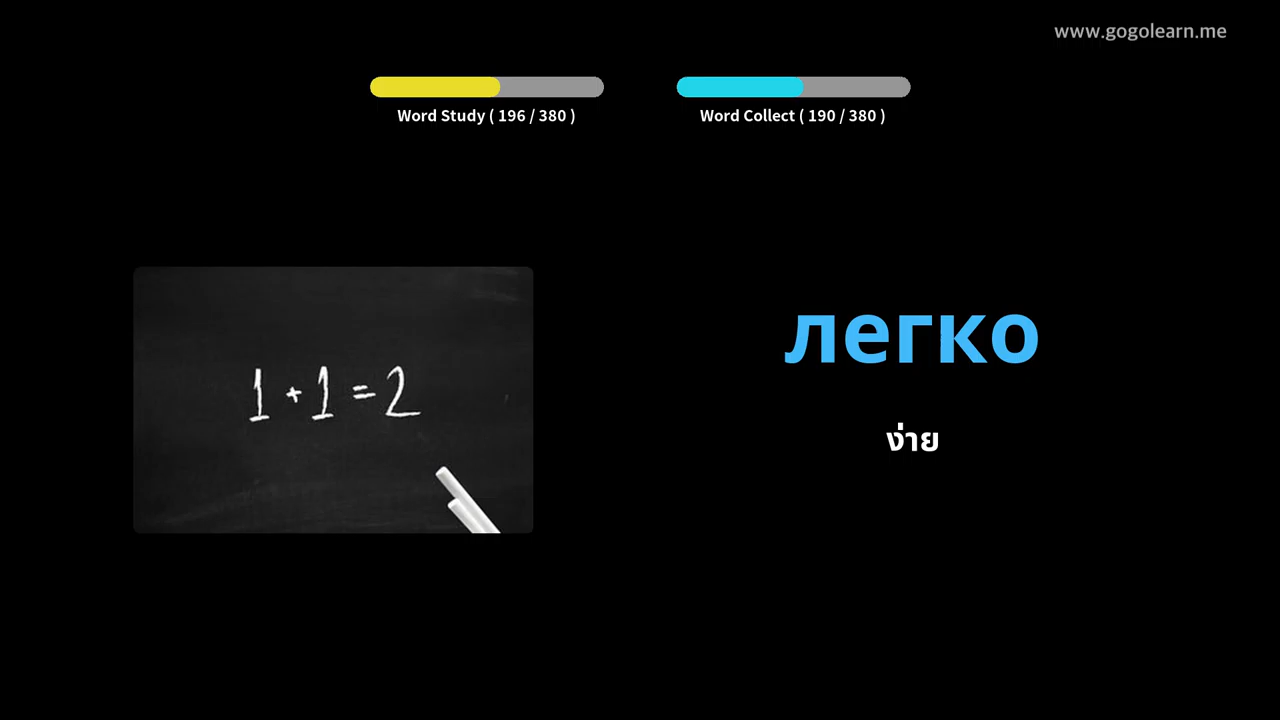 www.gogolearn.me
Word Study ( 196 / 380 )
Word Collect ( 190 / 380 )
1 + 1 = 2
легко
ง่าย